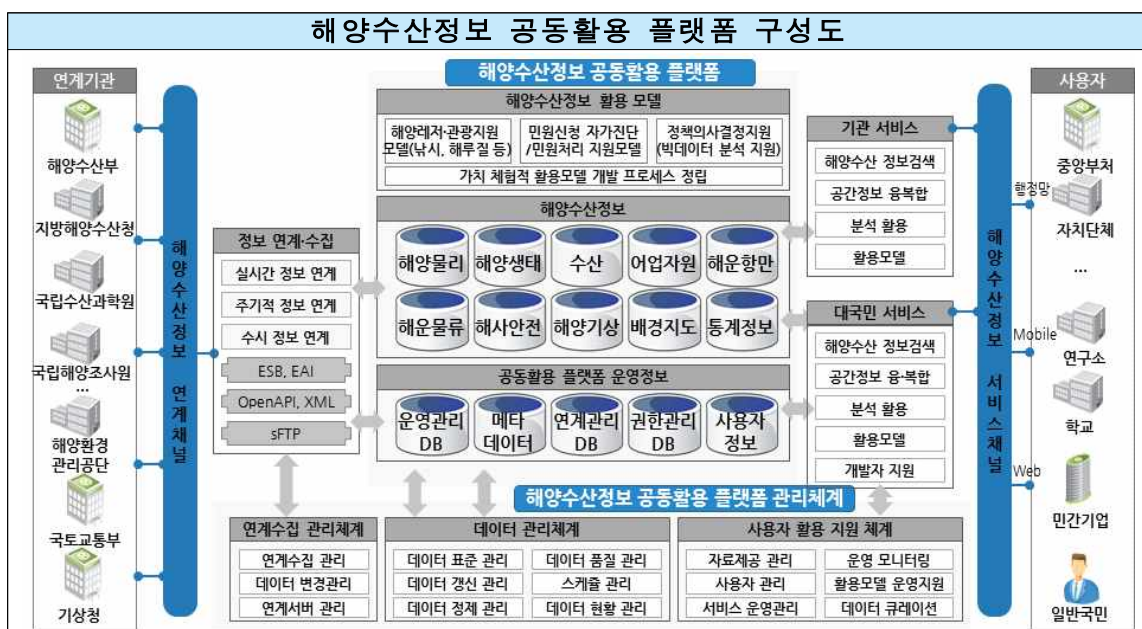 해양수산정보 공동활용 플랫폼 구성도
연계기관
해양수산부
지방해양수산청
국립수산과학원
국립해양조사원
...
해양환경
관리공단
국토교통부
기상청
해양수산정보 연계채널
정보 연계·수집
실시간 정보 연계
주기적 정보 연계
수시 정보 연계
ESB, EAI
OpenAPI, XML
sFTP
해양수산정보 공동활용 플랫폼
해양수산정보 활용 모델
해양레저·관광지원
모델(낚시, 해루질 등)
민원신청 자가진단
/민원처리 지원모델
정책의사결정지원
(빅데이터 분석 지원)
가치 체험적 활용모델 개발 프로세스 정립
해양수산정보
해양물리
해양생태
수산
어업자원
해운항만
해운물류
해사안전
해양기상
배경지도
통계정보
공동활용 플랫폼 운영정보
운영관리
DB
메타
데이터
연계관리
DB
권한관리
DB
사용자
정보
기관 서비스
해양수산 정보검색
공간정보 융복합
분석 활용
활용모델
대국민 서비스
해양수산 정보검색
공간정보 융·복합
분석 활용
활용모델
개발자 지원
해양수산정보 공동활용 플랫폼 관리체계
연계수집 관리체계
연계수집 관리
데이터 변경관리
연계서버 관리
데이터 관리체계
데이터 표준 관리
데이터 품질 관리
데이터 갱신 관리
스케쥴 관리
데이터 정제 관리
데이터 현황 관리
사용자 활용 지원 체계
자료제공 관리
운영 모니터링
사용자 관리
활용모델 운영지원
서비스 운영관리
데이터 큐레이션
해양수산정보 서비스채널
행정망
Mobile
Web
사용자
중앙부처
자치단체
...
연구소
학교
민간기업
일반국민